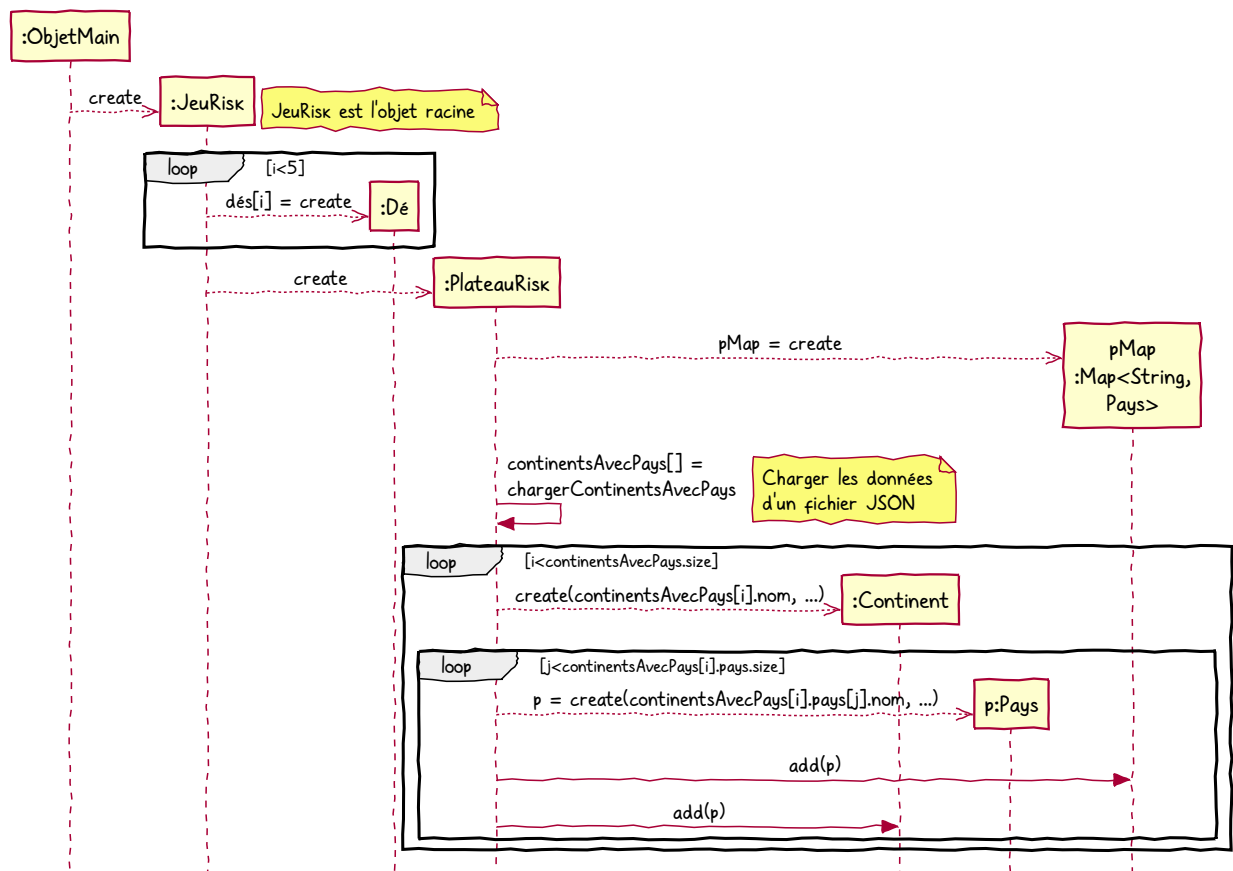 :ObjetMain
create
:JeuRisk
JeuRisk est l'objet racine
loop
[i<5]
dés[i] = create
:Dé
create
:PlateauRisk
pMap = create
pMap
:Map<String,
Pays>
continentsAvecPays[] =
chargerContinentsAvecPays
Charger les données
d'un fichier JSON
loop
[i<continentsAvecPays.size]
create(continentsAvecPays[i].nom, ...)
:Continent
loop
[j<continentsAvecPays[i].pays.size]
p = create(continentsAvecPays[i].pays[j].nom, ...)
p:Pays
add(p)
add(p)